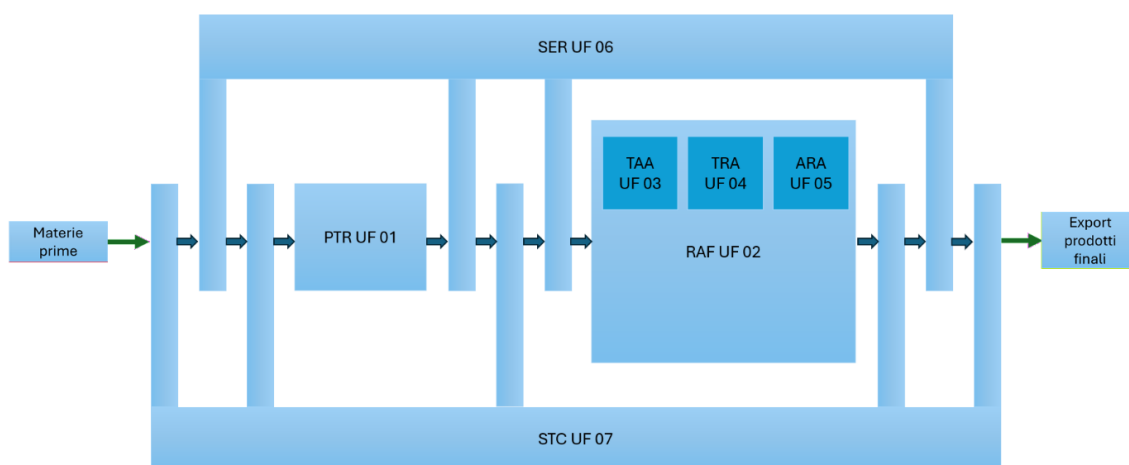 SER UF 06
TAA
UF 03
TRA
UF 04
ARA
UF 05
Materie
prime
PTR UF 01
RAF UF 02
Export
prodotti
finali
STC UF 07